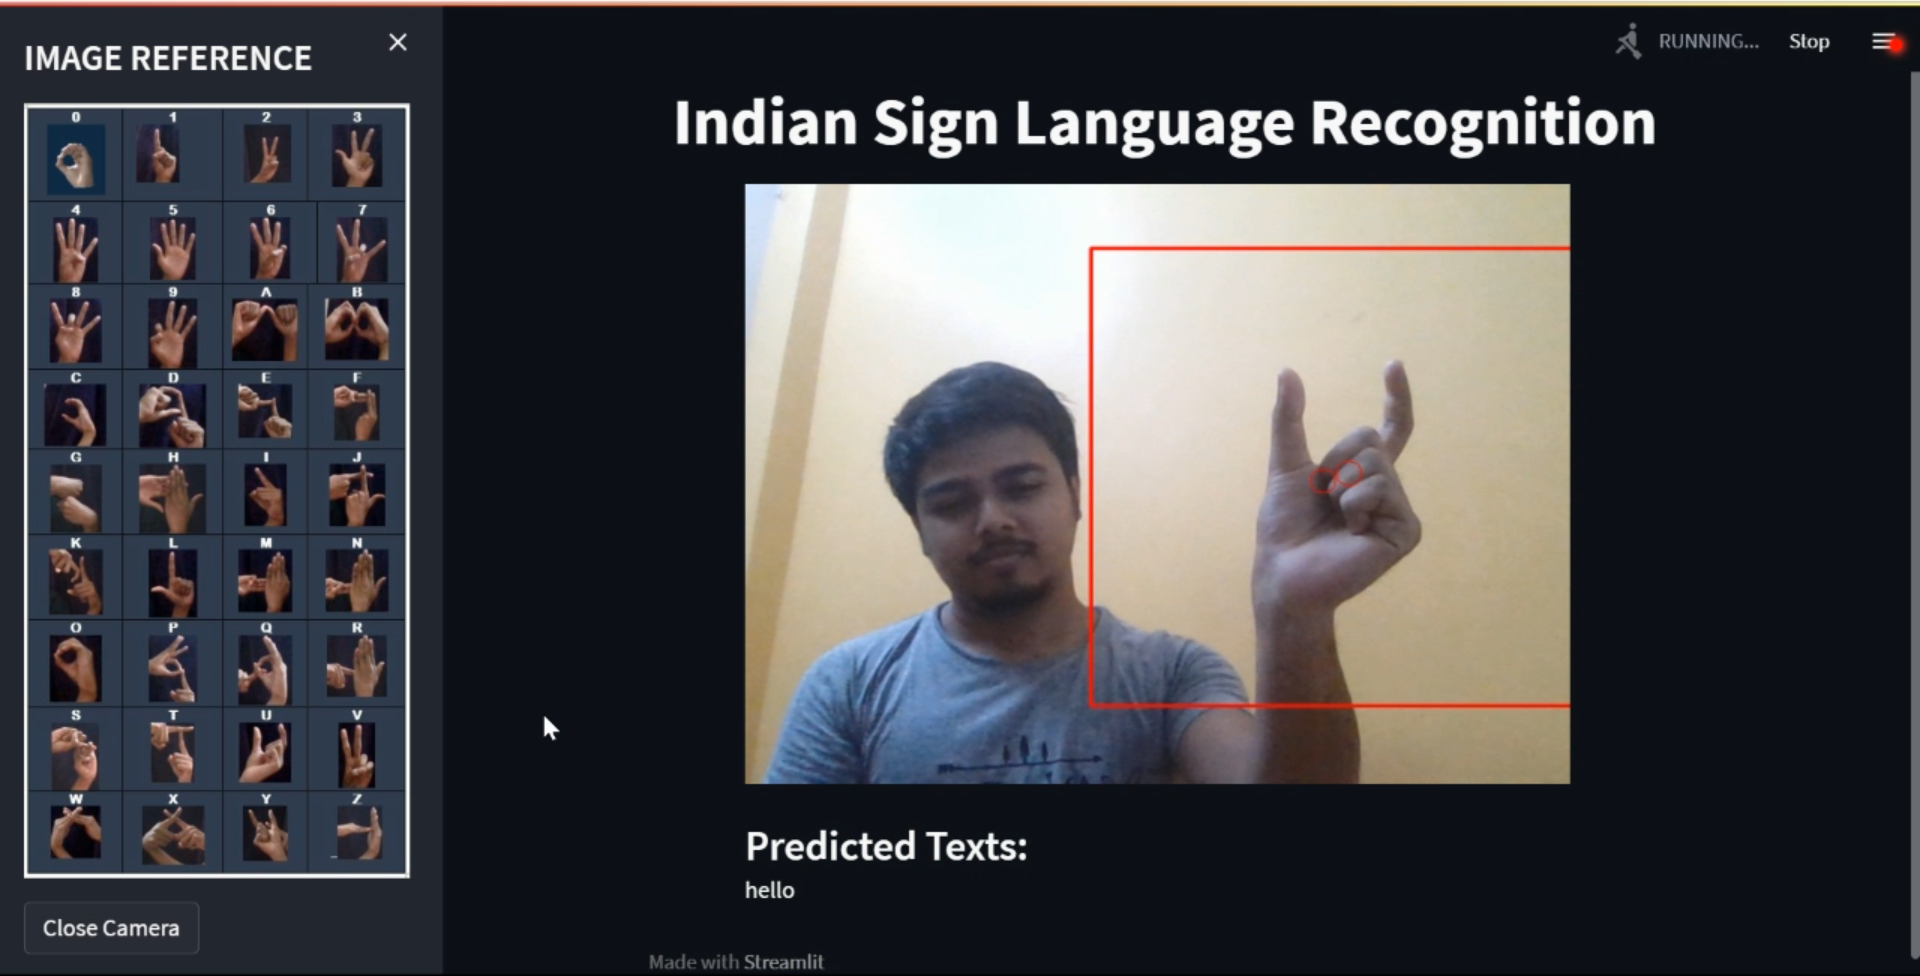 IMAGE REFERENCE
0 1 2 3
4 5 6 7
8 9 A B
C D E F
G H I J
K L M N
O P Q R
S T U V
W X Y Z
Close Camera
RUNNING...
Stop
Indian Sign Language Recognition
Predicted Texts:
hello
Made with Streamlit